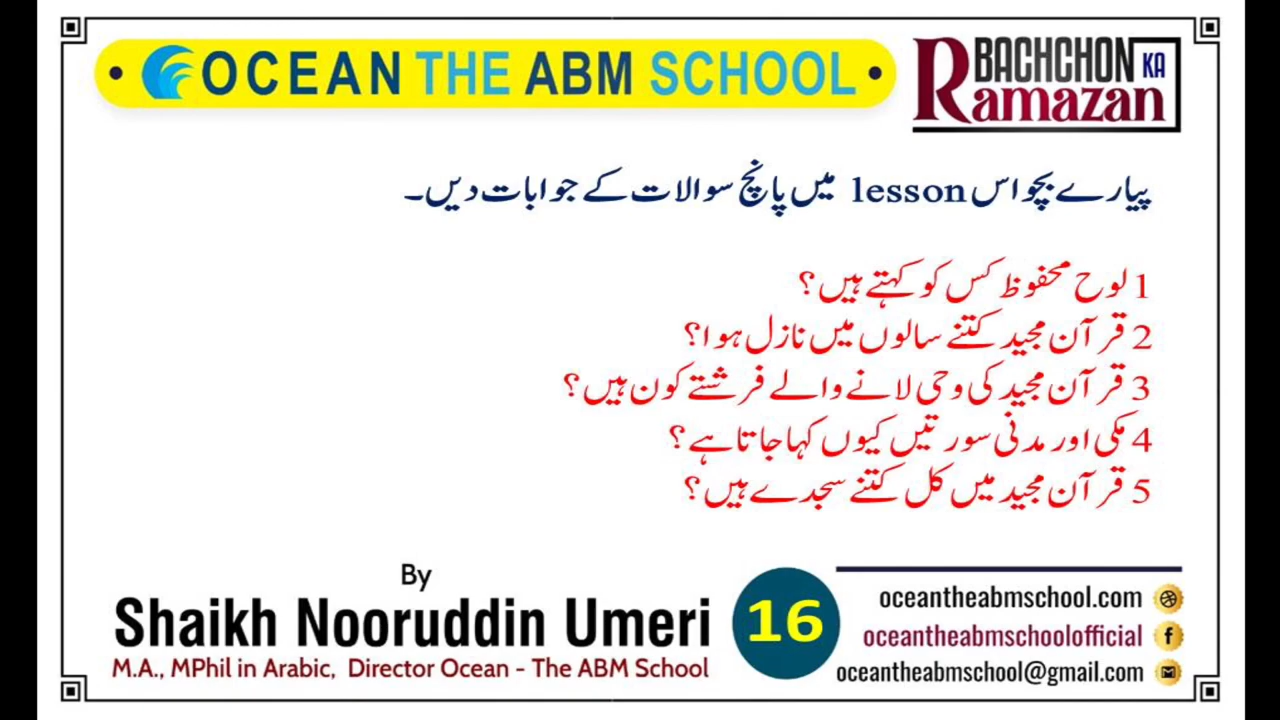 OCEAN THE ABM SCHOOL
BACHCHON KA
Ramazan
پیارے بچو اس lesson میں پانچ سوالات کے جوابات دیں۔
1 لوح محفوظ کس کو کہتے ہیں؟
2 قرآن مجید کتنے سالوں میں نازل ہوا؟
3 قرآن مجید کی وحی لانے والے فرشتے کون ہیں؟
4 مکی اور مدنی سورتیں کیوں کہا جاتا ہے؟
5 قرآن مجید میں کل کتنے سجدے ہیں؟
By
Shaikh Nooruddin Umeri
M.A., MPhil in Arabic, Director Ocean - The ABM School
16
oceantheabmschool.com
oceantheabmschoolofficial
oceantheabmschool@gmail.com